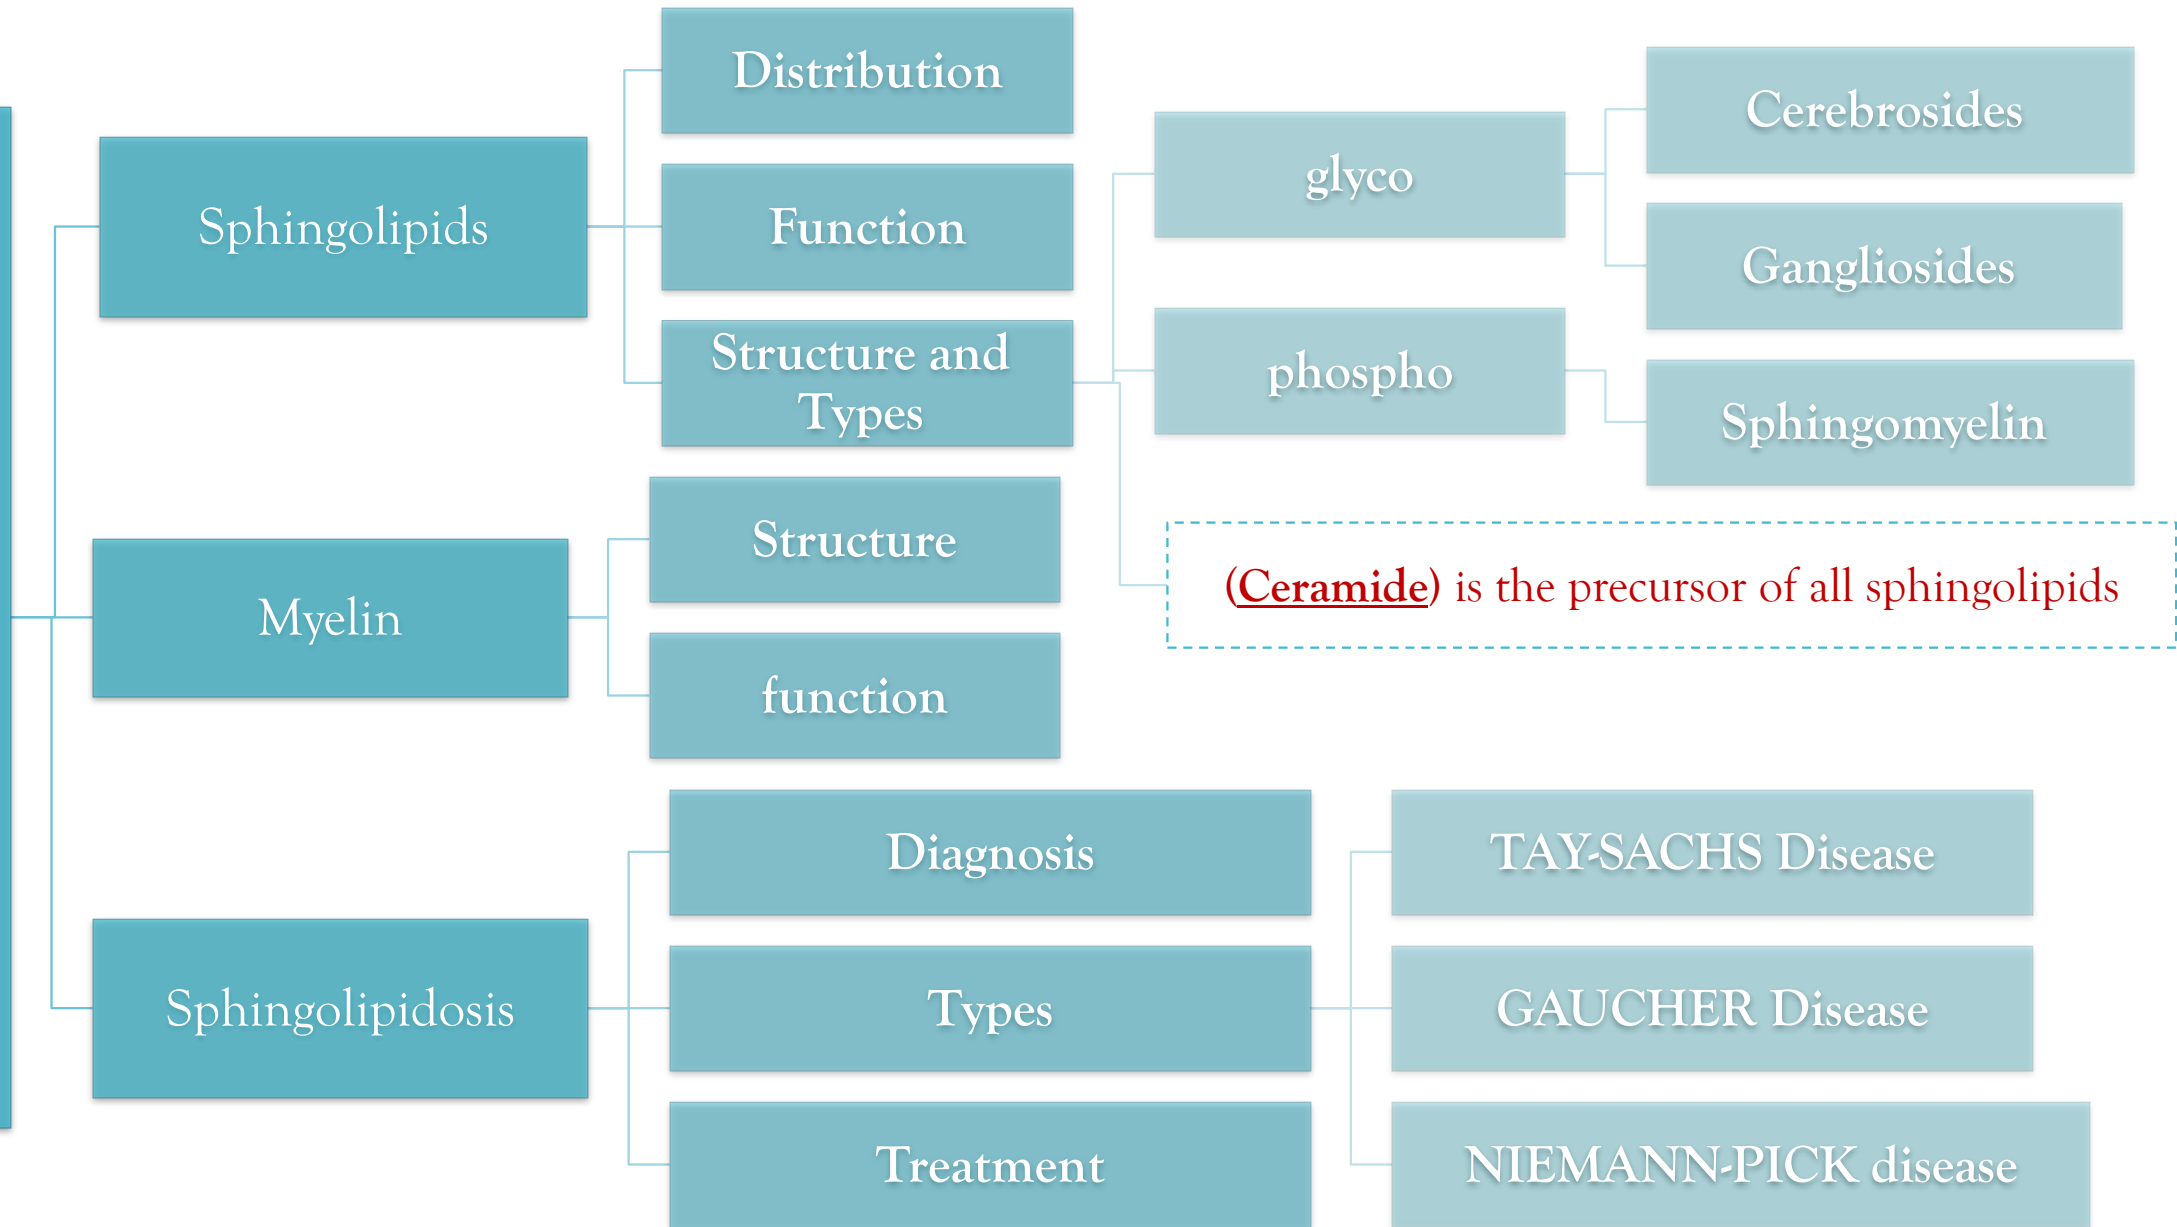 Sphingolipids
Distribution
Function
Structure and
Types
glyco
Cerebrosides
Gangliosides
phospho
Sphingomyelin
(Ceramide) is the precursor of all sphingolipids
Myelin
Structure
function
Sphingolipidosis
Diagnosis
Types
TAY-SACHS Disease
GAUCHER Disease
NIEMANN-PICK disease
Treatment